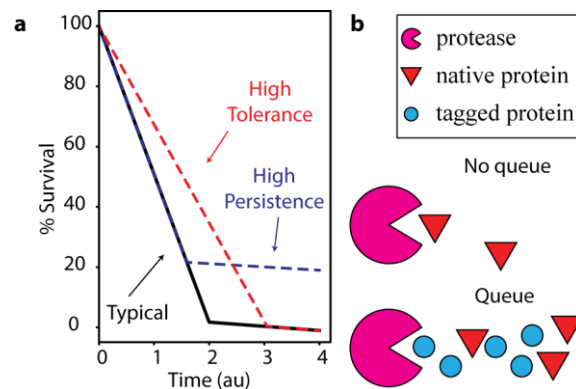 a
100
80
60
40
20
0
% Survival
0 1 2 3 4
Time (au)
High
Tolerance
High
Persistence
Typical
b
protease
native protein
tagged protein
No queue
Queue